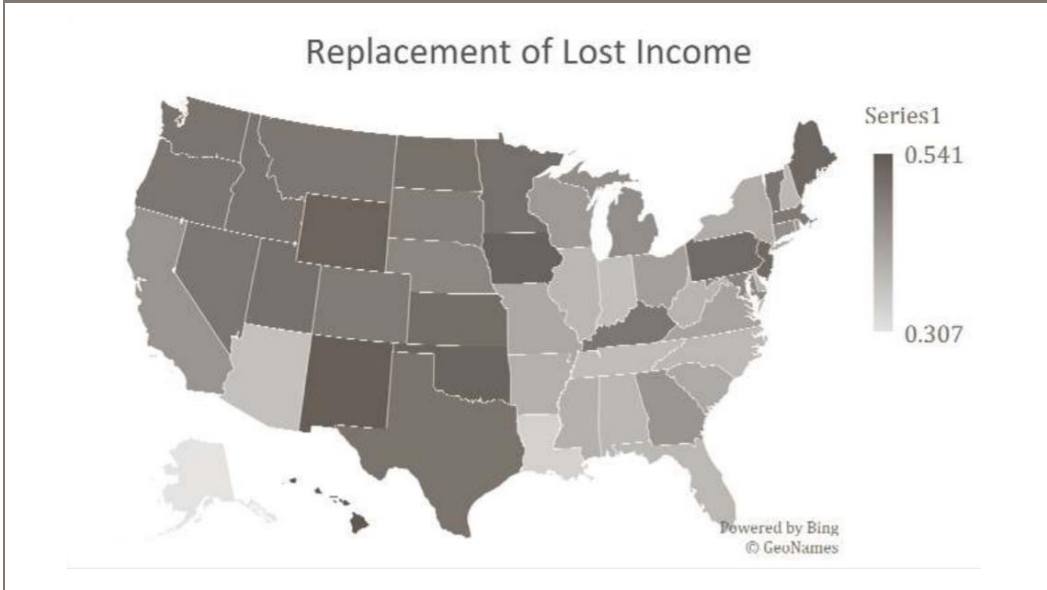 Replacement of Lost Income
Series1
0.541
0.307
Powered by Bing
© GeoNames